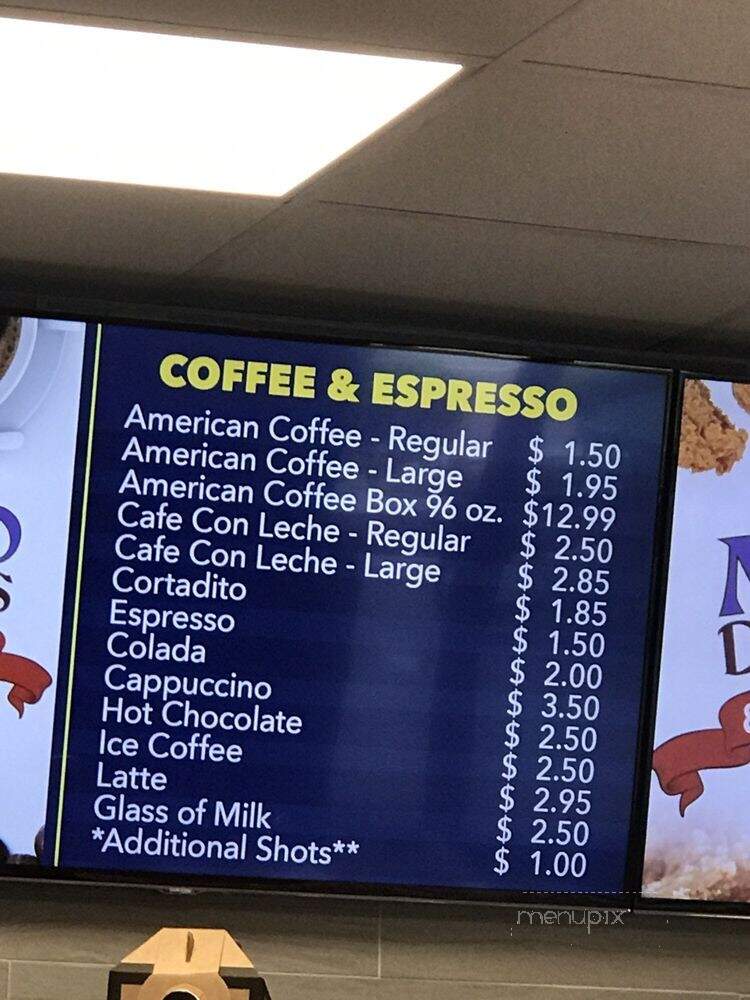 COFFEE & ESPRESSO
American Coffee - Regular $ 1.50
American Coffee - Large $ 1.95
American Coffee Box 96 oz. $12.99
Cafe Con Leche - Regular $ 2.50
Cafe Con Leche - Large $ 2.85
Cortadito $ 1.85
Espresso $ 1.50
Colada $ 2.00
Cappuccino $ 3.50
Hot Chocolate $ 2.50
Ice Coffee $ 2.50
Latte $ 2.95
Glass of Milk $ 2.50
*Additional Shots** $ 1.00
menupix